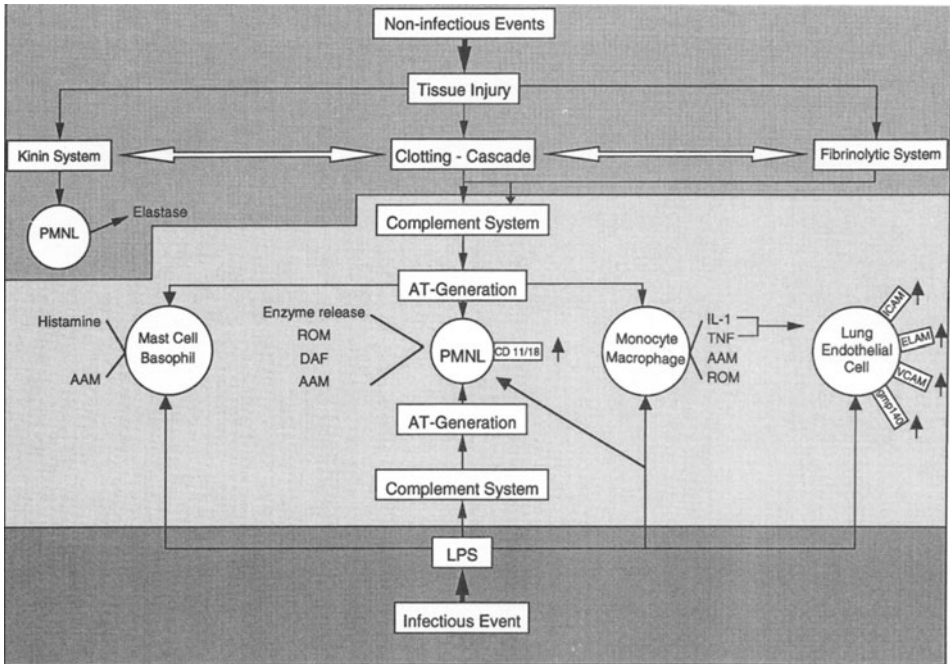 Non-infectious Events
Tissue Injury
Kinin System
Clotting - Cascade
Fibrinolytic System
PMNL
Elastase
Complement System
AT-Generation
Histamine
AAM
Mast Cell
Basophil
Enzyme release
ROM
DAF
AAM
PMNL
CD 11/18
Monocyte
Macrophage
IL-1
TNF
AAM
ROM
Lung
Endothelial
Cell
ICAM
ELAM
VCAM
gmp140
AT-Generation
Complement System
LPS
Infectious Event